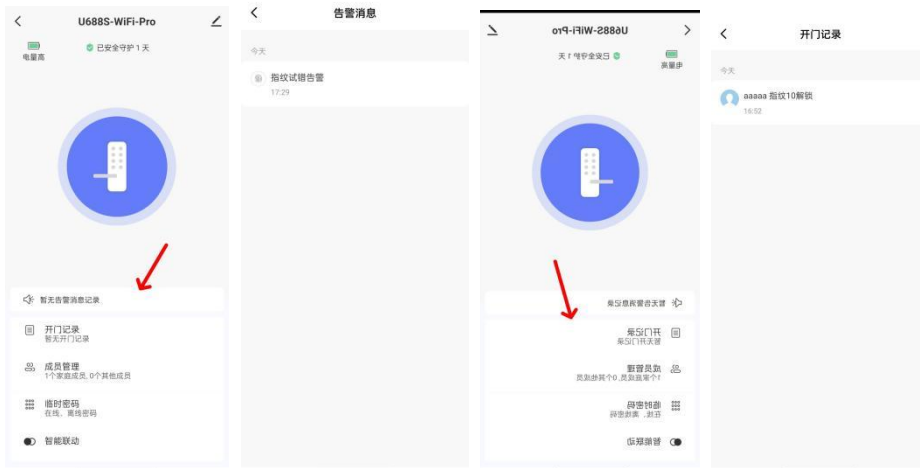 U688S-WiFi-Pro
电量高
已安全守护 1 天
暂无告警消息记录
开门记录
暂无开门记录
成员管理
1个家庭成员, 0个其他成员
临时密码
在线、离线密码
智能联动
告警消息
今天
指纹试错告警
17:29
U688S-WiFi-Pro
电量高
已安全守护 1 天
暂无告警消息记录
开门记录
暂无开门记录
成员管理
1个家庭成员, 0个其他成员
临时密码
在线、离线密码
智能联动
开门记录
今天
aaaaa 指纹10解锁
16:52